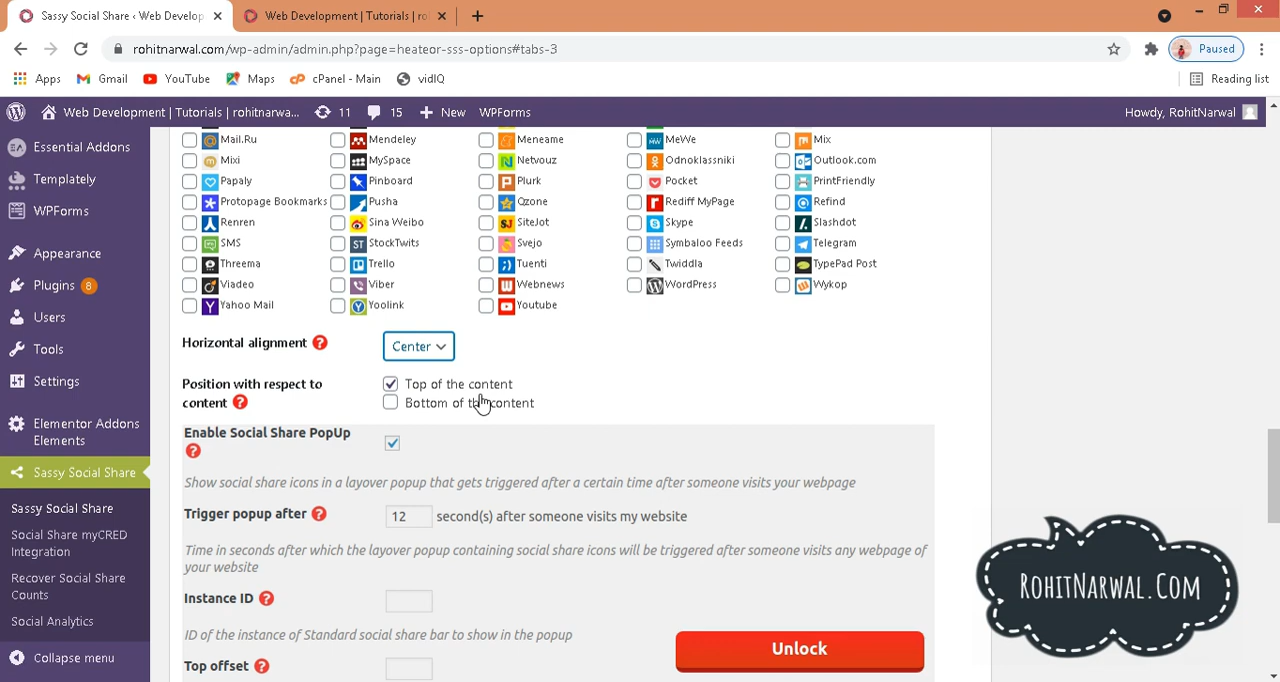 Sassy Social Share ‹ Web Develop
Web Development | Tutorials | ro
rohitnarwal.com/wp-admin/admin.php?page=heateor-sss-options#tabs-3
Paused
Apps
Gmail
YouTube
Maps
cPanel - Main
vidIQ
Reading list
Web Development | Tutorials | rohitnarwa...
11
15
New
WPForms
Howdy, RohitNarwal
Essential Addons
Templately
WPForms
Appearance
Plugins 8
Users
Tools
Settings
Elementor Addons
Elements
Sassy Social Share
Sassy Social Share
Social Share myCRED
Integration
Recover Social Share
Counts
Social Analytics
Collapse menu
Mail.Ru Mendeley Meneame MeWe Mix
Mixi MySpace Netvouz Odnoklassniki Outlook.com
Papaly Pinboard Plurk Pocket PrintFriendly
Protopage Bookmarks Pusha Qzone Rediff MyPage Refind
Renren Sina Weibo SiteJot Skype Slashdot
SMS StockTwits Svejo Symbaloo Feeds Telegram
Threema Trello Tuenti Twiddla TypePad Post
Viadeo Viber Webnews WordPress Wykop
Yahoo Mail Yoolink Youtube
Horizontal alignment ? Center
Position with respect to
content ?
Top of the content
Bottom of the content
Enable Social Share PopUp
?
Show social share icons in a layover popup that gets triggered after a certain time after someone visits your webpage
Trigger popup after ? 12 second(s) after someone visits my website
Time in seconds after which the layover popup containing social share icons will be triggered after someone visits any webpage of
your website
Instance ID ?
ID of the instance of Standard social share bar to show in the popup
Top offset ?
Unlock
RohitNarwal.Com